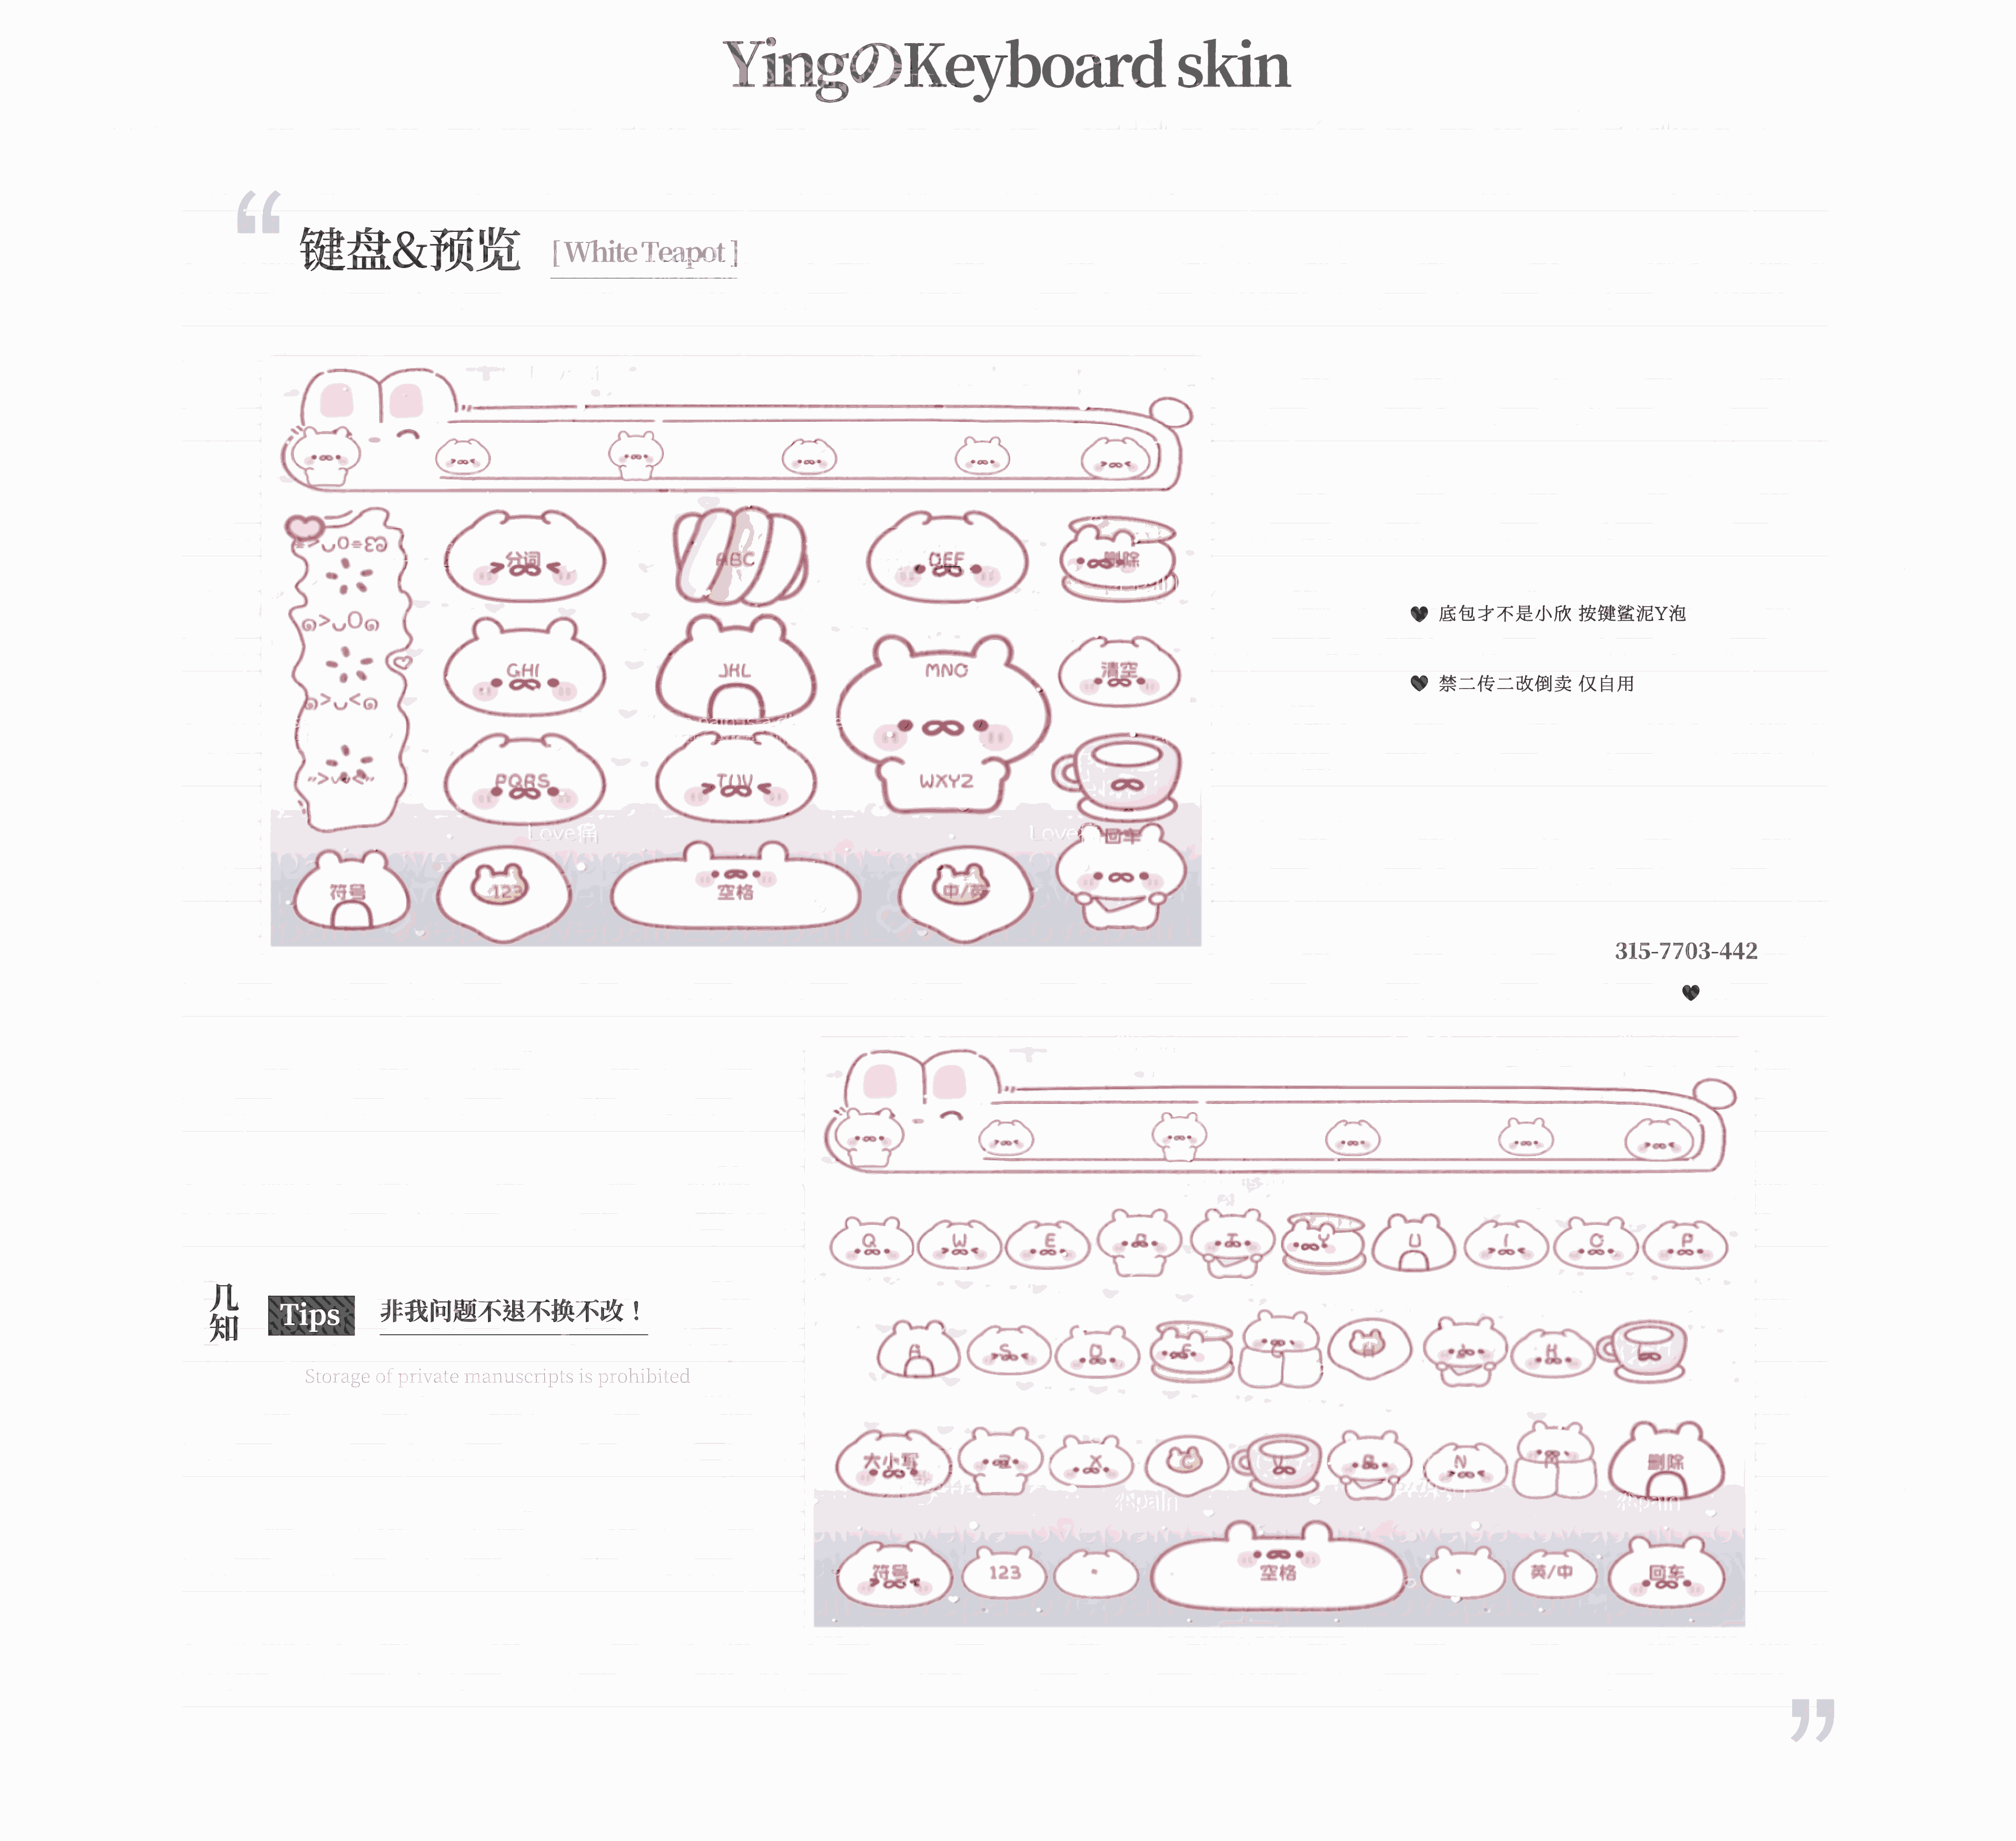 YingのKeyboard skin
键盘&预览 [ White Teapot ]
分词 ABC DEF 删除
GHI JKL MNO 清空
PQRS TUV WXYZ
Love痛 Love
回车
符号 123 空格 中/英
底包才不是小欣 按键鲨泥Y泡
禁二传二改倒卖 仅自用
315-7703-442
Q W E R T Y U I O P
A S D F G H J K L
大小写 Z X C V B N M 删除
符号 123 空格 英/中 回车
几知 Tips 非我问题不退不换不改！
Storage of private manuscripts is prohibited